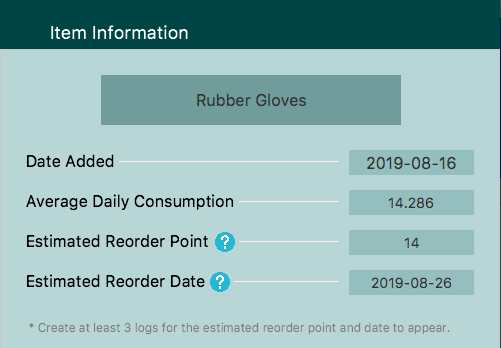 Item Information
Rubber Gloves
Date Added 2019-08-16
Average Daily Consumption 14.286
Estimated Reorder Point ? 14
Estimated Reorder Date ? 2019-08-26
* Create at least 3 logs for the estimated reorder point and date to appear.